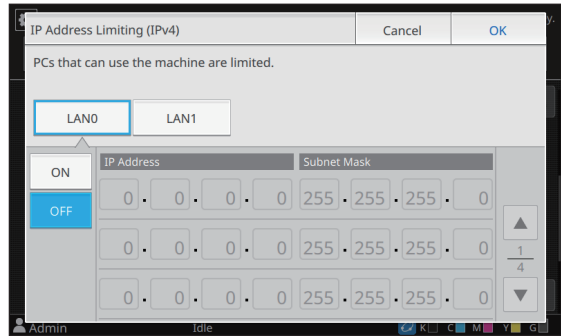 IP Address Limiting (IPv4) Cancel OK
y.
PCs that can use the machine are limited.
LAN0 LAN1
ON
OFF
IP Address Subnet Mask
0 . 0 . 0 . 0 255 . 255 . 255 . 0
0 . 0 . 0 . 0 255 . 255 . 255 . 0
0 . 0 . 0 . 0 255 . 255 . 255 . 0
1
4
Admin Idle K C M Y G